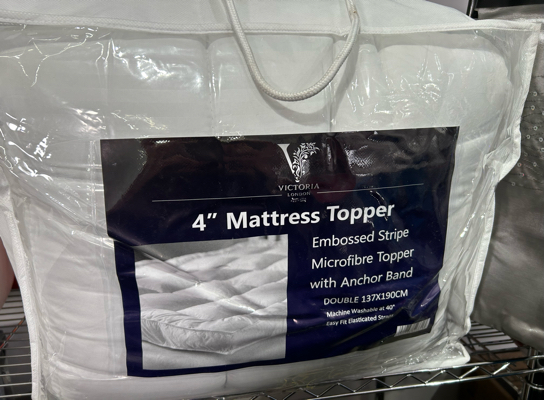 VICTORIA
LONDON
4” Mattress Topper
Embossed Stripe
Microfibre Topper
with Anchor Band
DOUBLE 137X190CM
Machine Washable at 40°
Easy Fit Elasticated